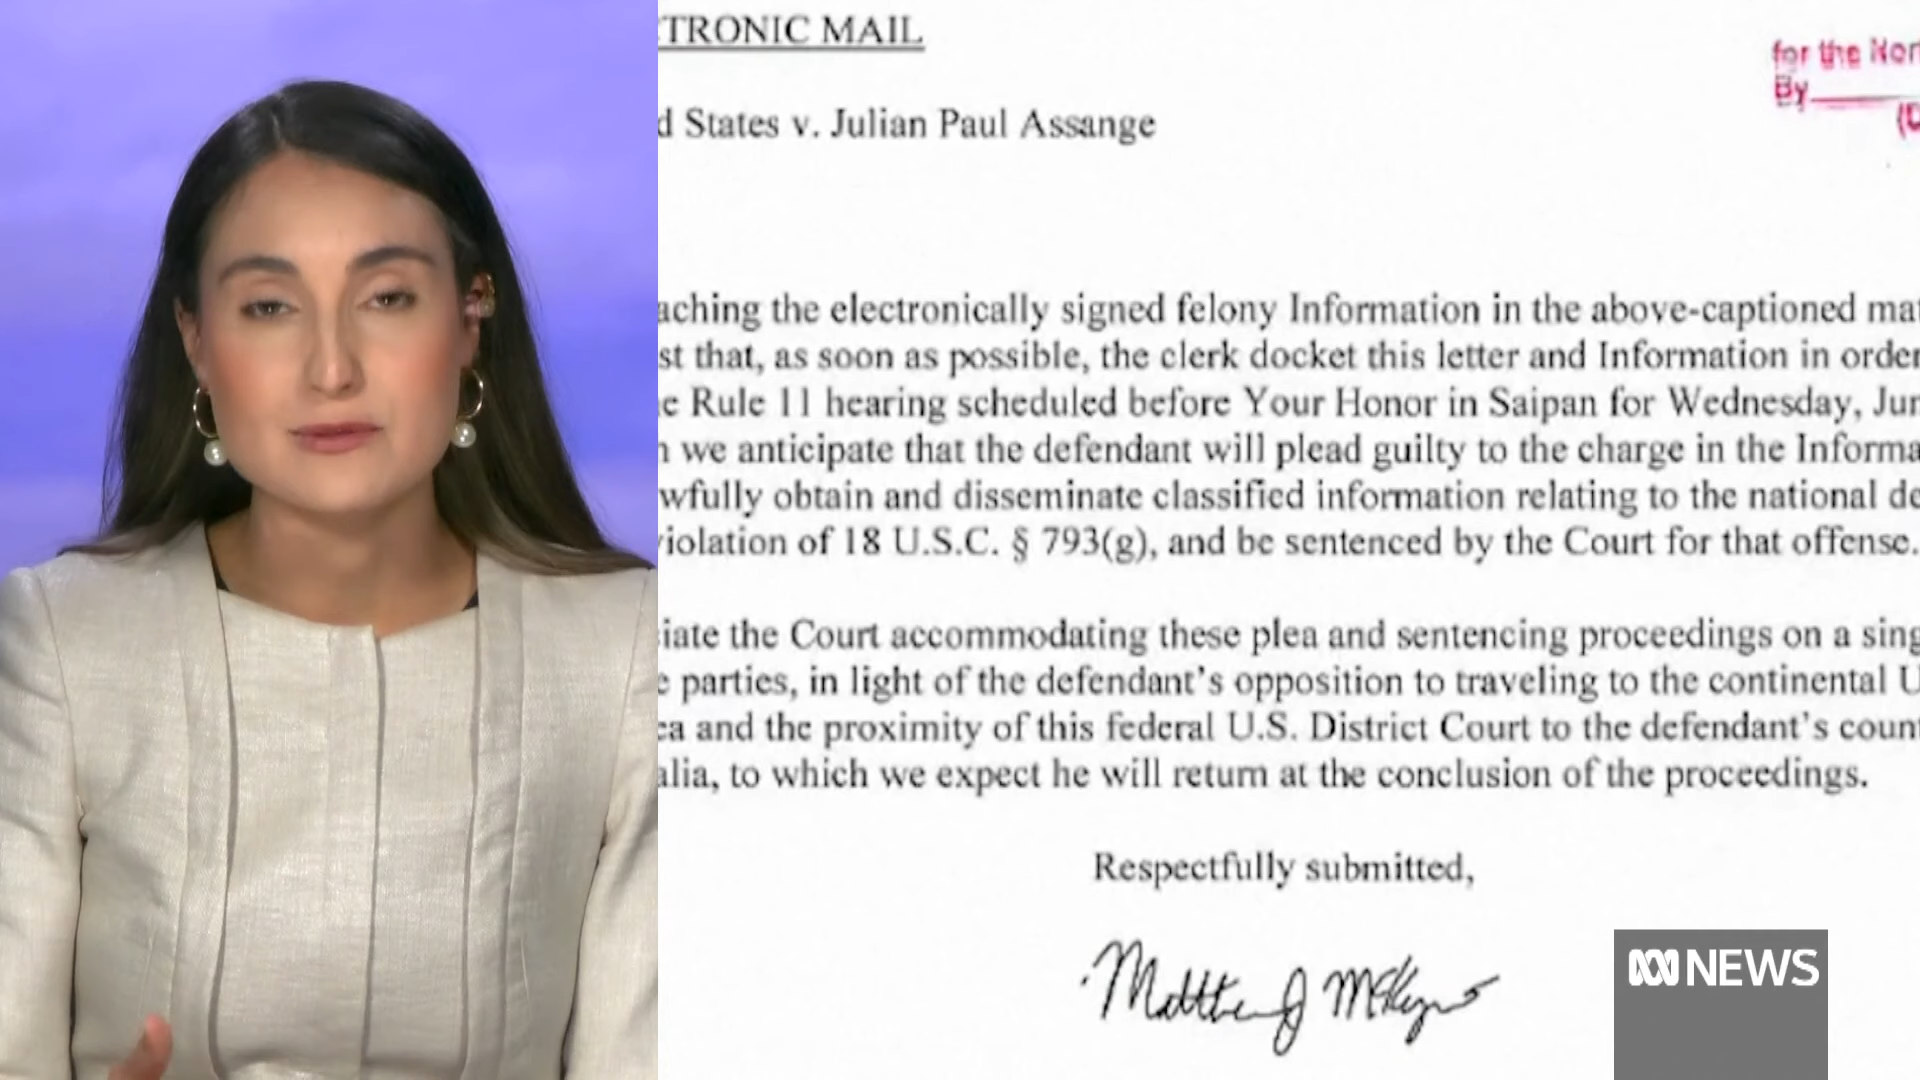 TRONIC MAIL
for the Nor
By
d States v. Julian Paul Assange
aching the electronically signed felony Information in the above-captioned mat
st that, as soon as possible, the clerk docket this letter and Information in order
e Rule 11 hearing scheduled before Your Honor in Saipan for Wednesday, Jun
n we anticipate that the defendant will plead guilty to the charge in the Informa
wfully obtain and disseminate classified information relating to the national de
violation of 18 U.S.C. § 793(g), and be sentenced by the Court for that offense.
iate the Court accommodating these plea and sentencing proceedings on a sing
e parties, in light of the defendant's opposition to traveling to the continental U
ca and the proximity of this federal U.S. District Court to the defendant's count
alia, to which we expect he will return at the conclusion of the proceedings.
Respectfully submitted,
Matthew J McKenzie
NEWS